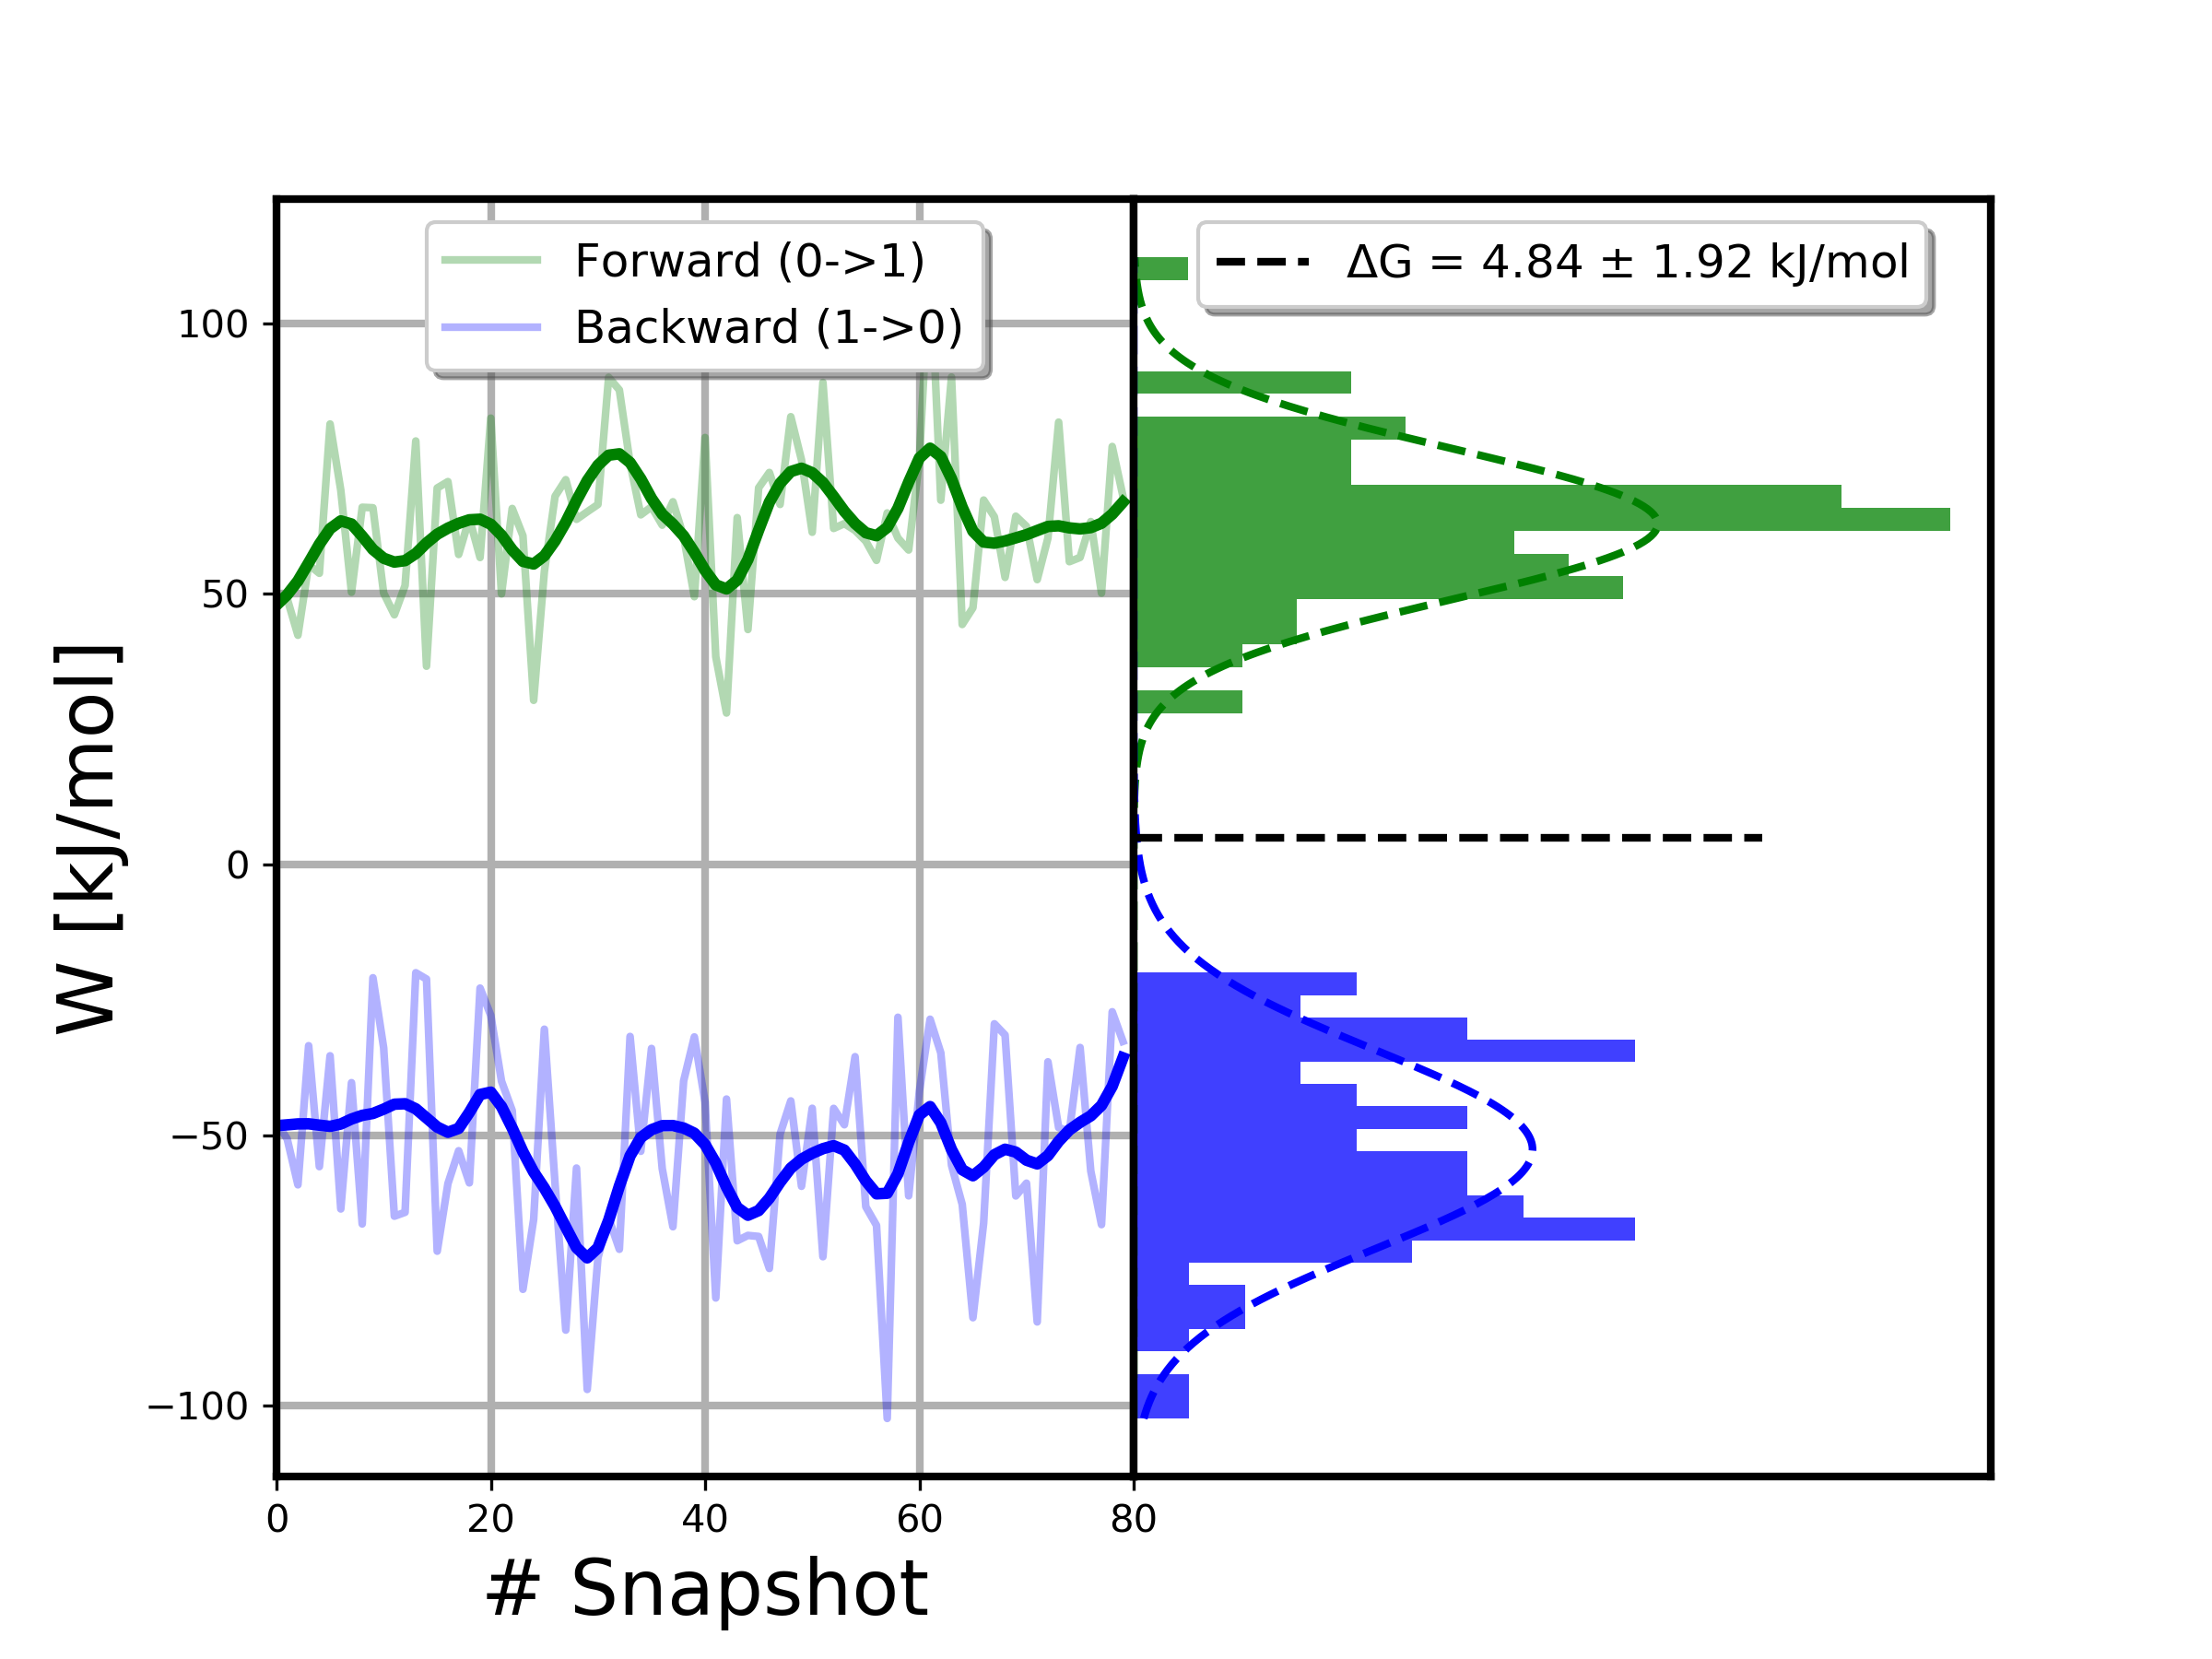 Forward (0->1)
Backward (1->0)
ΔG = 4.84 ± 1.92 kJ/mol
W [kJ/mol]
100
50
0
−50
−100
0 20 40 60 80
# Snapshot